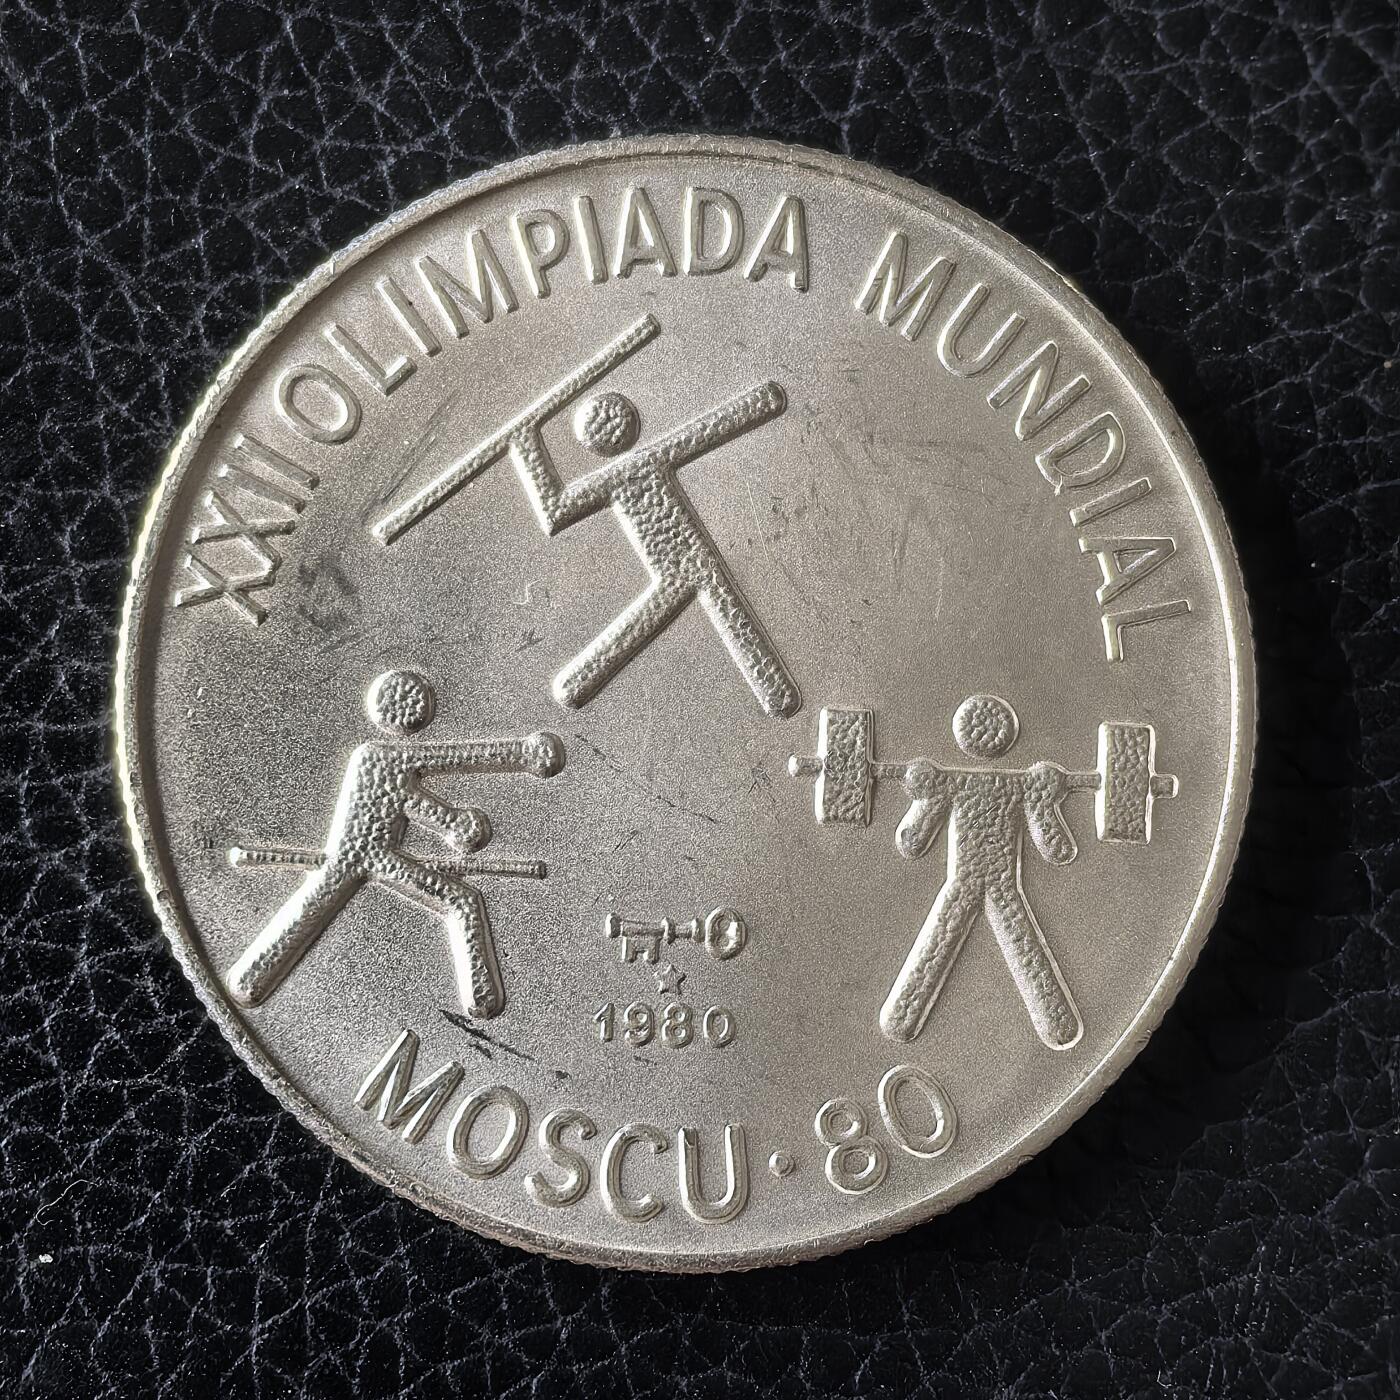 XXII OLIMPIADA MUNDIAL
1980
MOSCU · 80